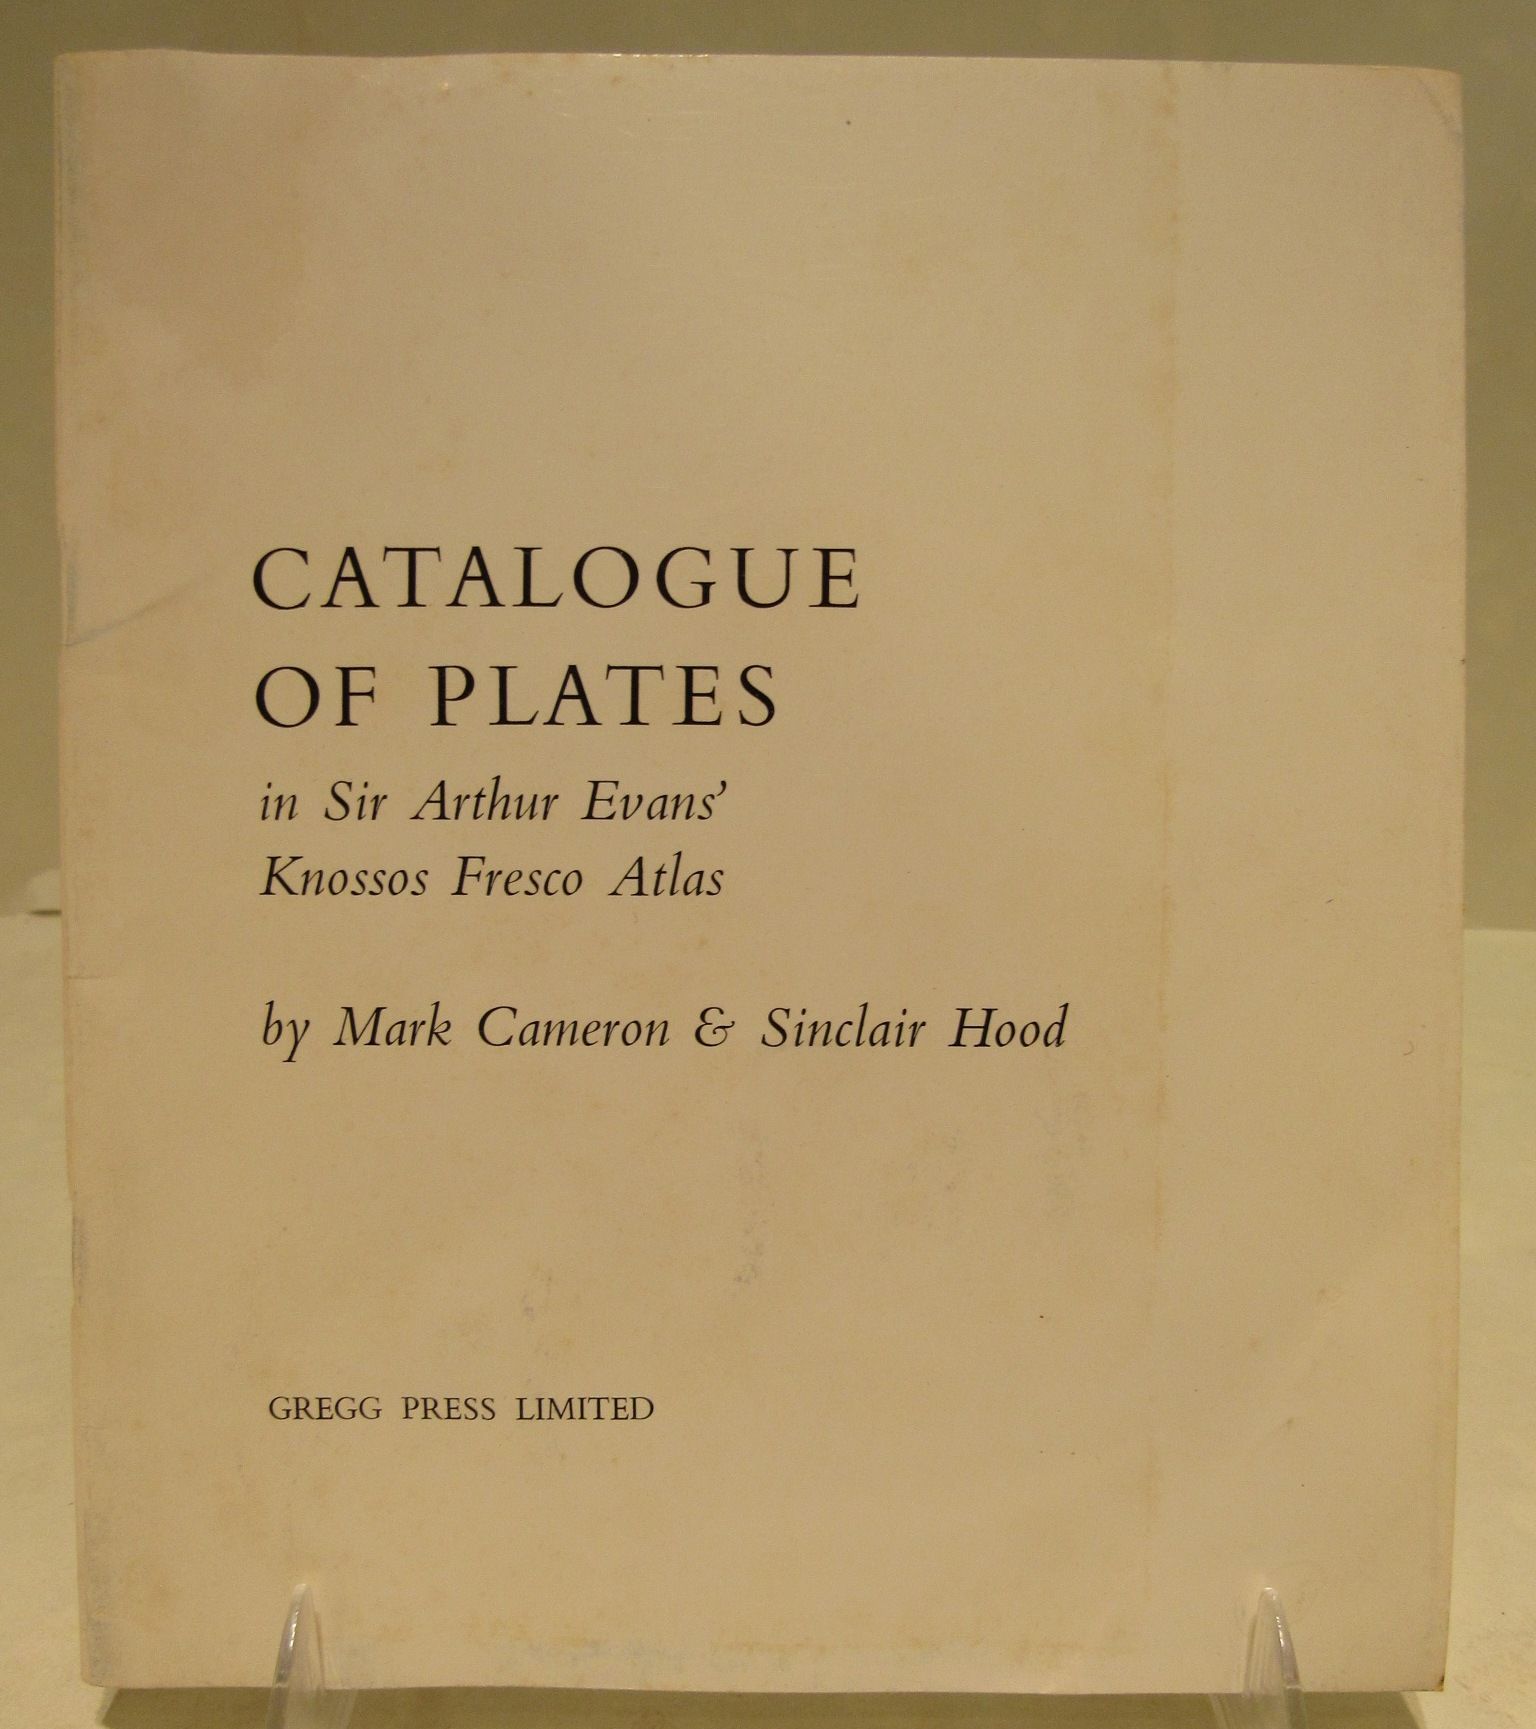 CATALOGUE
OF PLATES
in Sir Arthur Evans’
Knossos Fresco Atlas
by Mark Cameron & Sinclair Hood
GREGG PRESS LIMITED